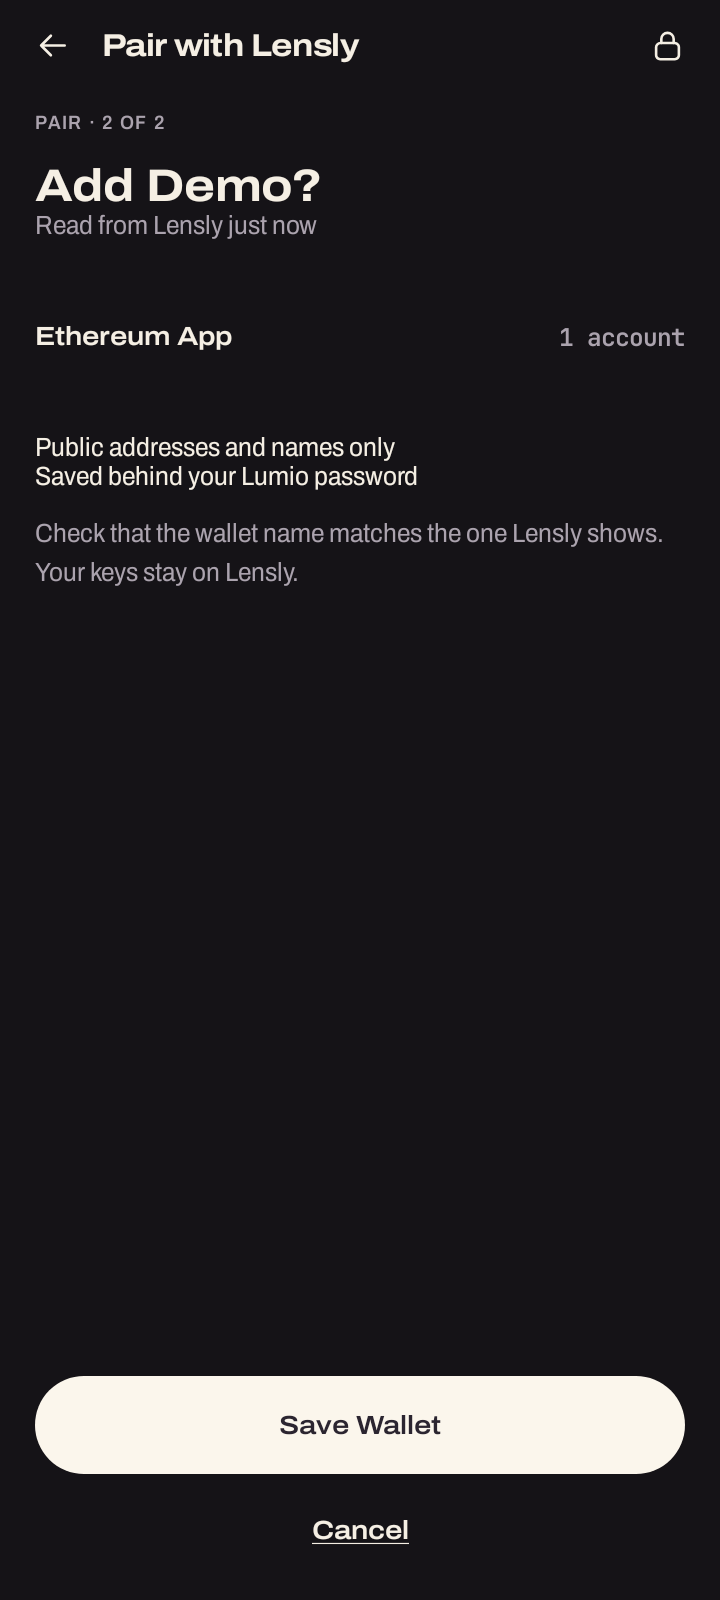 Pair with Lensly
PAIR · 2 OF 2
Add Demo?
Read from Lensly just now
Ethereum App
1 account
Public addresses and names only
Saved behind your Lumio password
Check that the wallet name matches the one Lensly shows.
Your keys stay on Lensly.
Save Wallet
Cancel